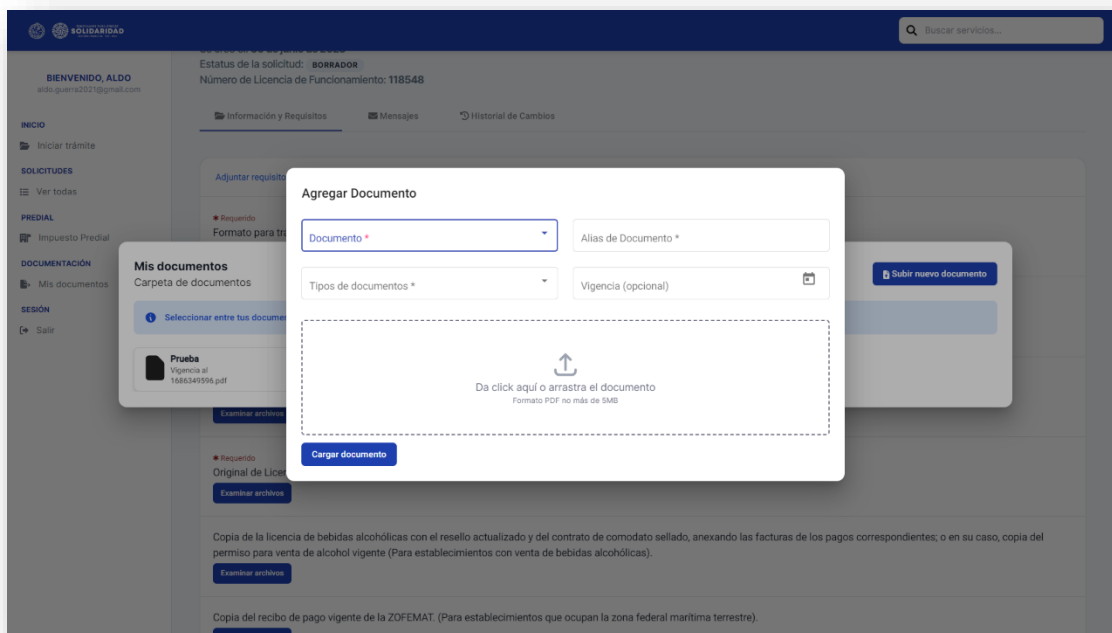 SOLIDARIDAD
Buscar servicios...
BIENVENIDO, ALDO
aldo.guerra2021@gmail.com
INICIO
Iniciar trámite
SOLICITUDES
Ver todas
PREDIAL
Impuesto Predial
DOCUMENTACIÓN
Mis documentos
SESIÓN
Salir
Estatus de la solicitud: BORRADOR
Número de Licencia de Funcionamiento: 118548
Información y Requisitos
Mensajes
Historial de Cambios
Adjuntar requisito
Requerido
Formato para tra
Mis documentos
Carpeta de documentos
Subir nuevo documento
Seleccionar entre tus docume
Prueba
Vigencia al
1686349596.pdf
Agregar Documento
Documento *
Alias de Documento *
Tipos de documentos *
Vigencia (opcional)
Da click aquí o arrastra el documento
Formato PDF no más de 5MB
Cargar documento
Examinar archivos
Requerido
Original de Licen
Examinar archivos
Copia de la licencia de bebidas alcohólicas con el resello actualizado y del contrato de comodato sellado, anexando las facturas de los pagos correspondientes; o en su caso, copia del
permiso para venta de alcohol vigente (Para establecimientos con venta de bebidas alcohólicas).
Examinar archivos
Copia del recibo de pago vigente de la ZOFEMAT. (Para establecimientos que ocupan la zona federal marítima terrestre).